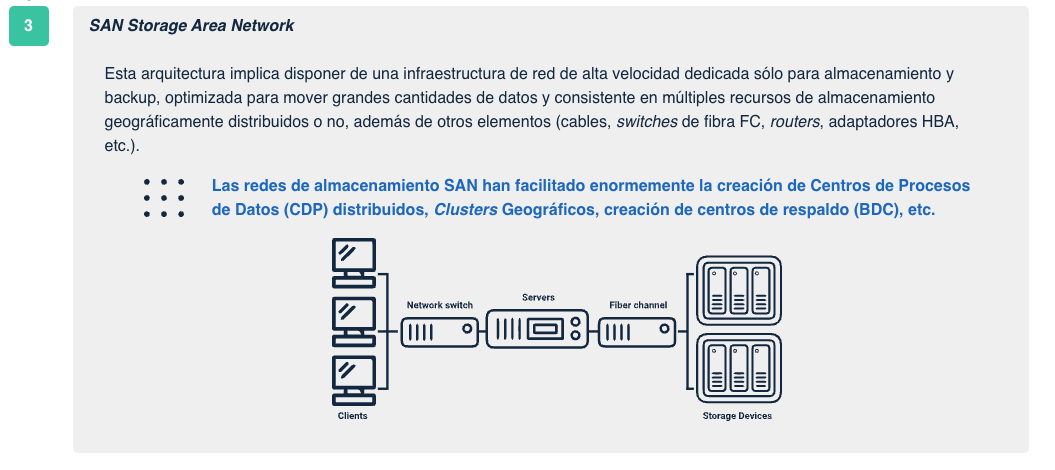 3
SAN Storage Area Network
Esta arquitectura implica disponer de una infraestructura de red de alta velocidad dedicada sólo para almacenamiento y
backup, optimizada para mover grandes cantidades de datos y consistente en múltiples recursos de almacenamiento
geográficamente distribuidos o no, además de otros elementos (cables, switches de fibra FC, routers, adaptadores HBA,
etc.).
Las redes de almacenamiento SAN han facilitado enormemente la creación de Centros de Procesos
de Datos (CDP) distribuidos, Clusters Geográficos, creación de centros de respaldo (BDC), etc.
Network switch
Servers
Fiber channel
Clients
Storage Devices